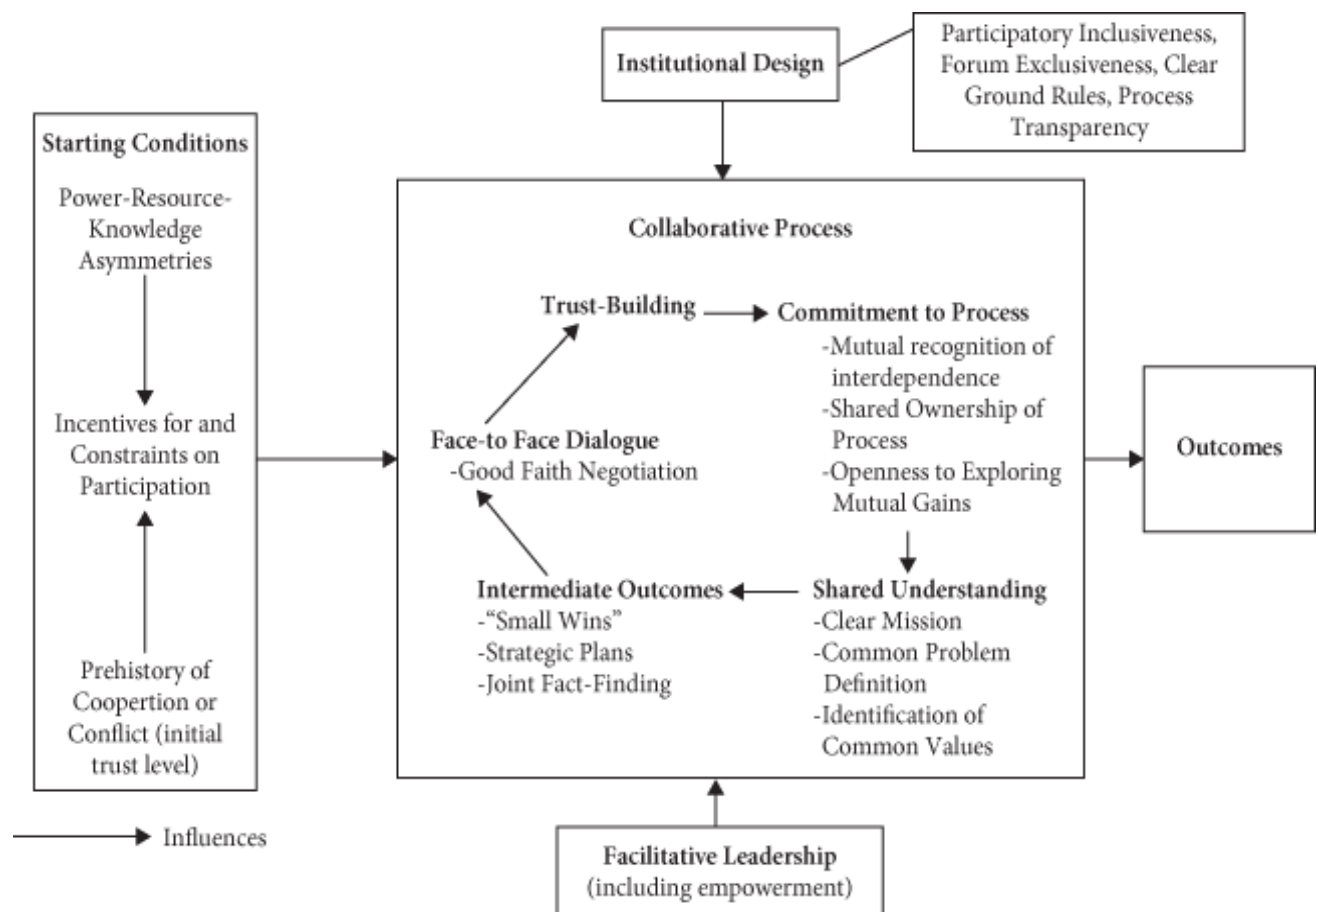 Institutional Design
Participatory Inclusiveness,
Forum Exclusiveness, Clear
Ground Rules, Process
Transparency
Starting Conditions
Power-Resource-
Knowledge
Asymmetries
Incentives for and
Constraints on
Participation
Prehistory of
Coopertion or
Conflict (initial
trust level)
Collaborative Process
Trust-Building
Commitment to Process
-Mutual recognition of
interdependence
-Shared Ownership of
Process
-Openness to Exploring
Mutual Gains
Face-to Face Dialogue
-Good Faith Negotiation
Intermediate Outcomes
-“Small Wins”
-Strategic Plans
-Joint Fact-Finding
Shared Understanding
-Clear Mission
-Common Problem
Definition
-Identification of
Common Values
Outcomes
Influences
Facilitative Leadership
(including empowerment)